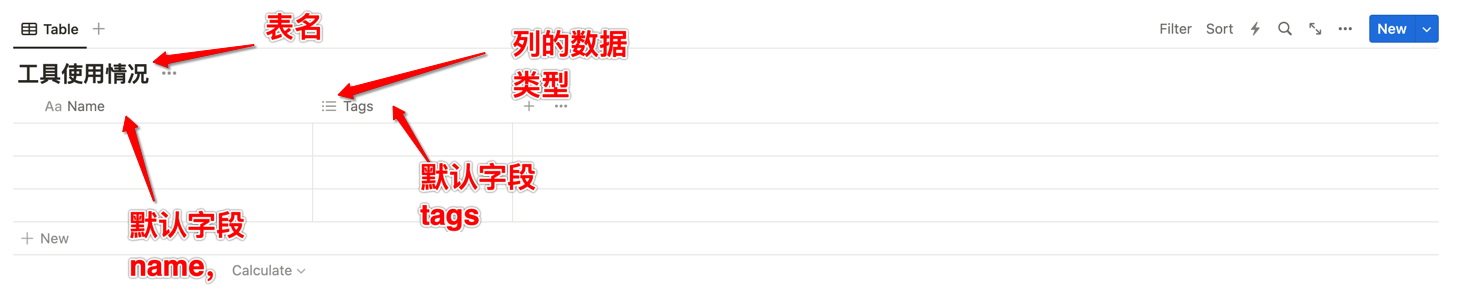 Table
表名
Filter Sort
New
列的数据
类型
工具使用情况
Aa Name
Tags
默认字段
tags
默认字段
name,
New
Calculate